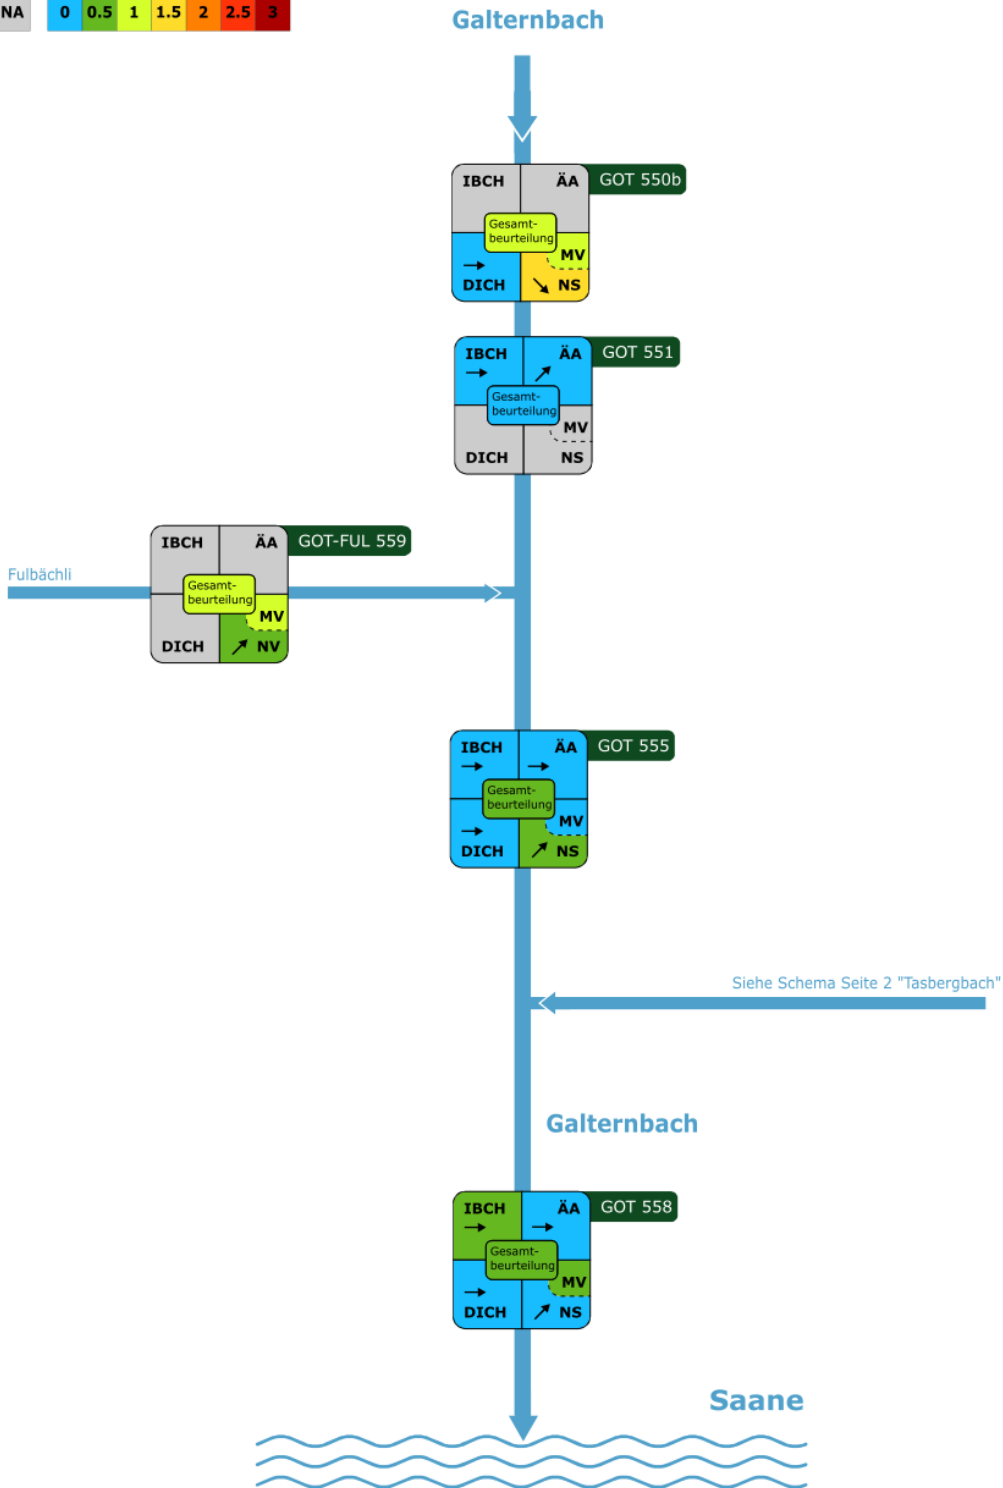 NA 0 0.5 1 1.5 2 2.5 3
Galternbach
IBCH ÄA GOT 550b
Gesamt-
beurteilung
MV
DICH NS
IBCH ÄA GOT 551
Gesamt-
beurteilung
MV
DICH NS
IBCH ÄA GOT-FUL 559
Fulbächli
Gesamt-
beurteilung
MV
DICH NV
IBCH ÄA GOT 555
Gesamt-
beurteilung
MV
DICH NS
Siehe Schema Seite 2 "Tasbergbach"
Galternbach
IBCH ÄA GOT 558
Gesamt-
beurteilung
MV
DICH NS
Saane